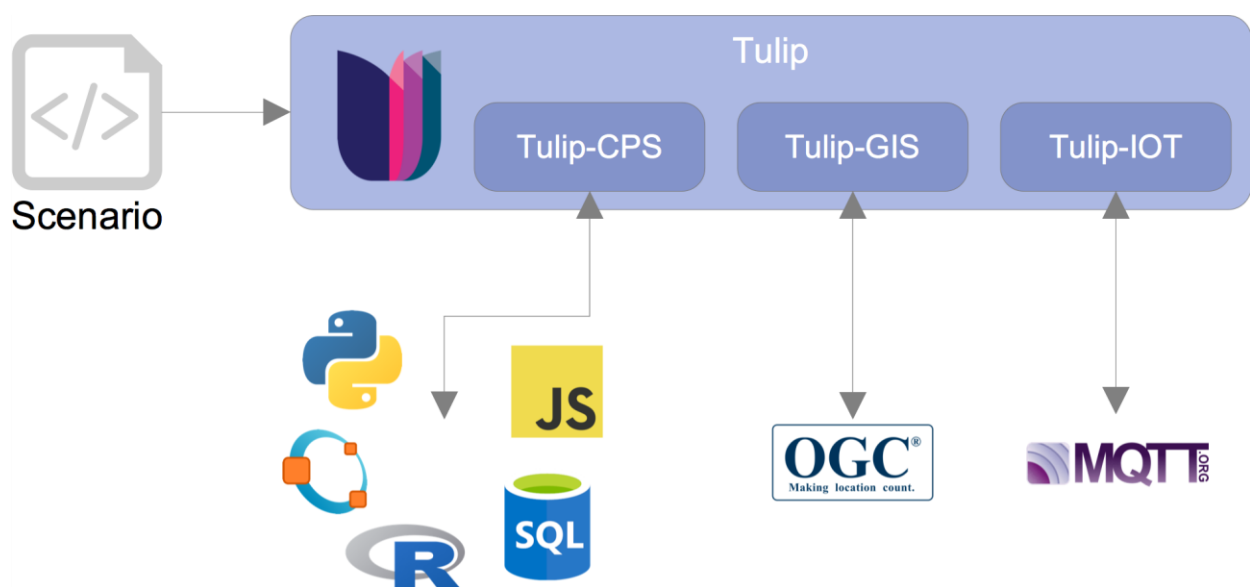 Tulip
</>
Tulip-CPS
Tulip-GIS
Tulip-IOT
Scenario
JS
OGC®
Making location count.
MQTT.ORG
SQL
R